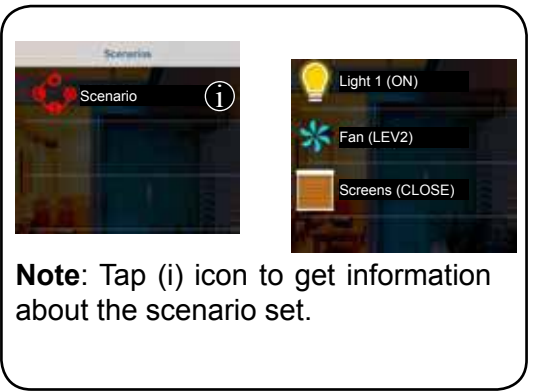 Scenarios
Scenario
i
Light 1 (ON)
Fan (LEV2)
Screens (CLOSE)
Note: Tap (i) icon to get information
about the scenario set.